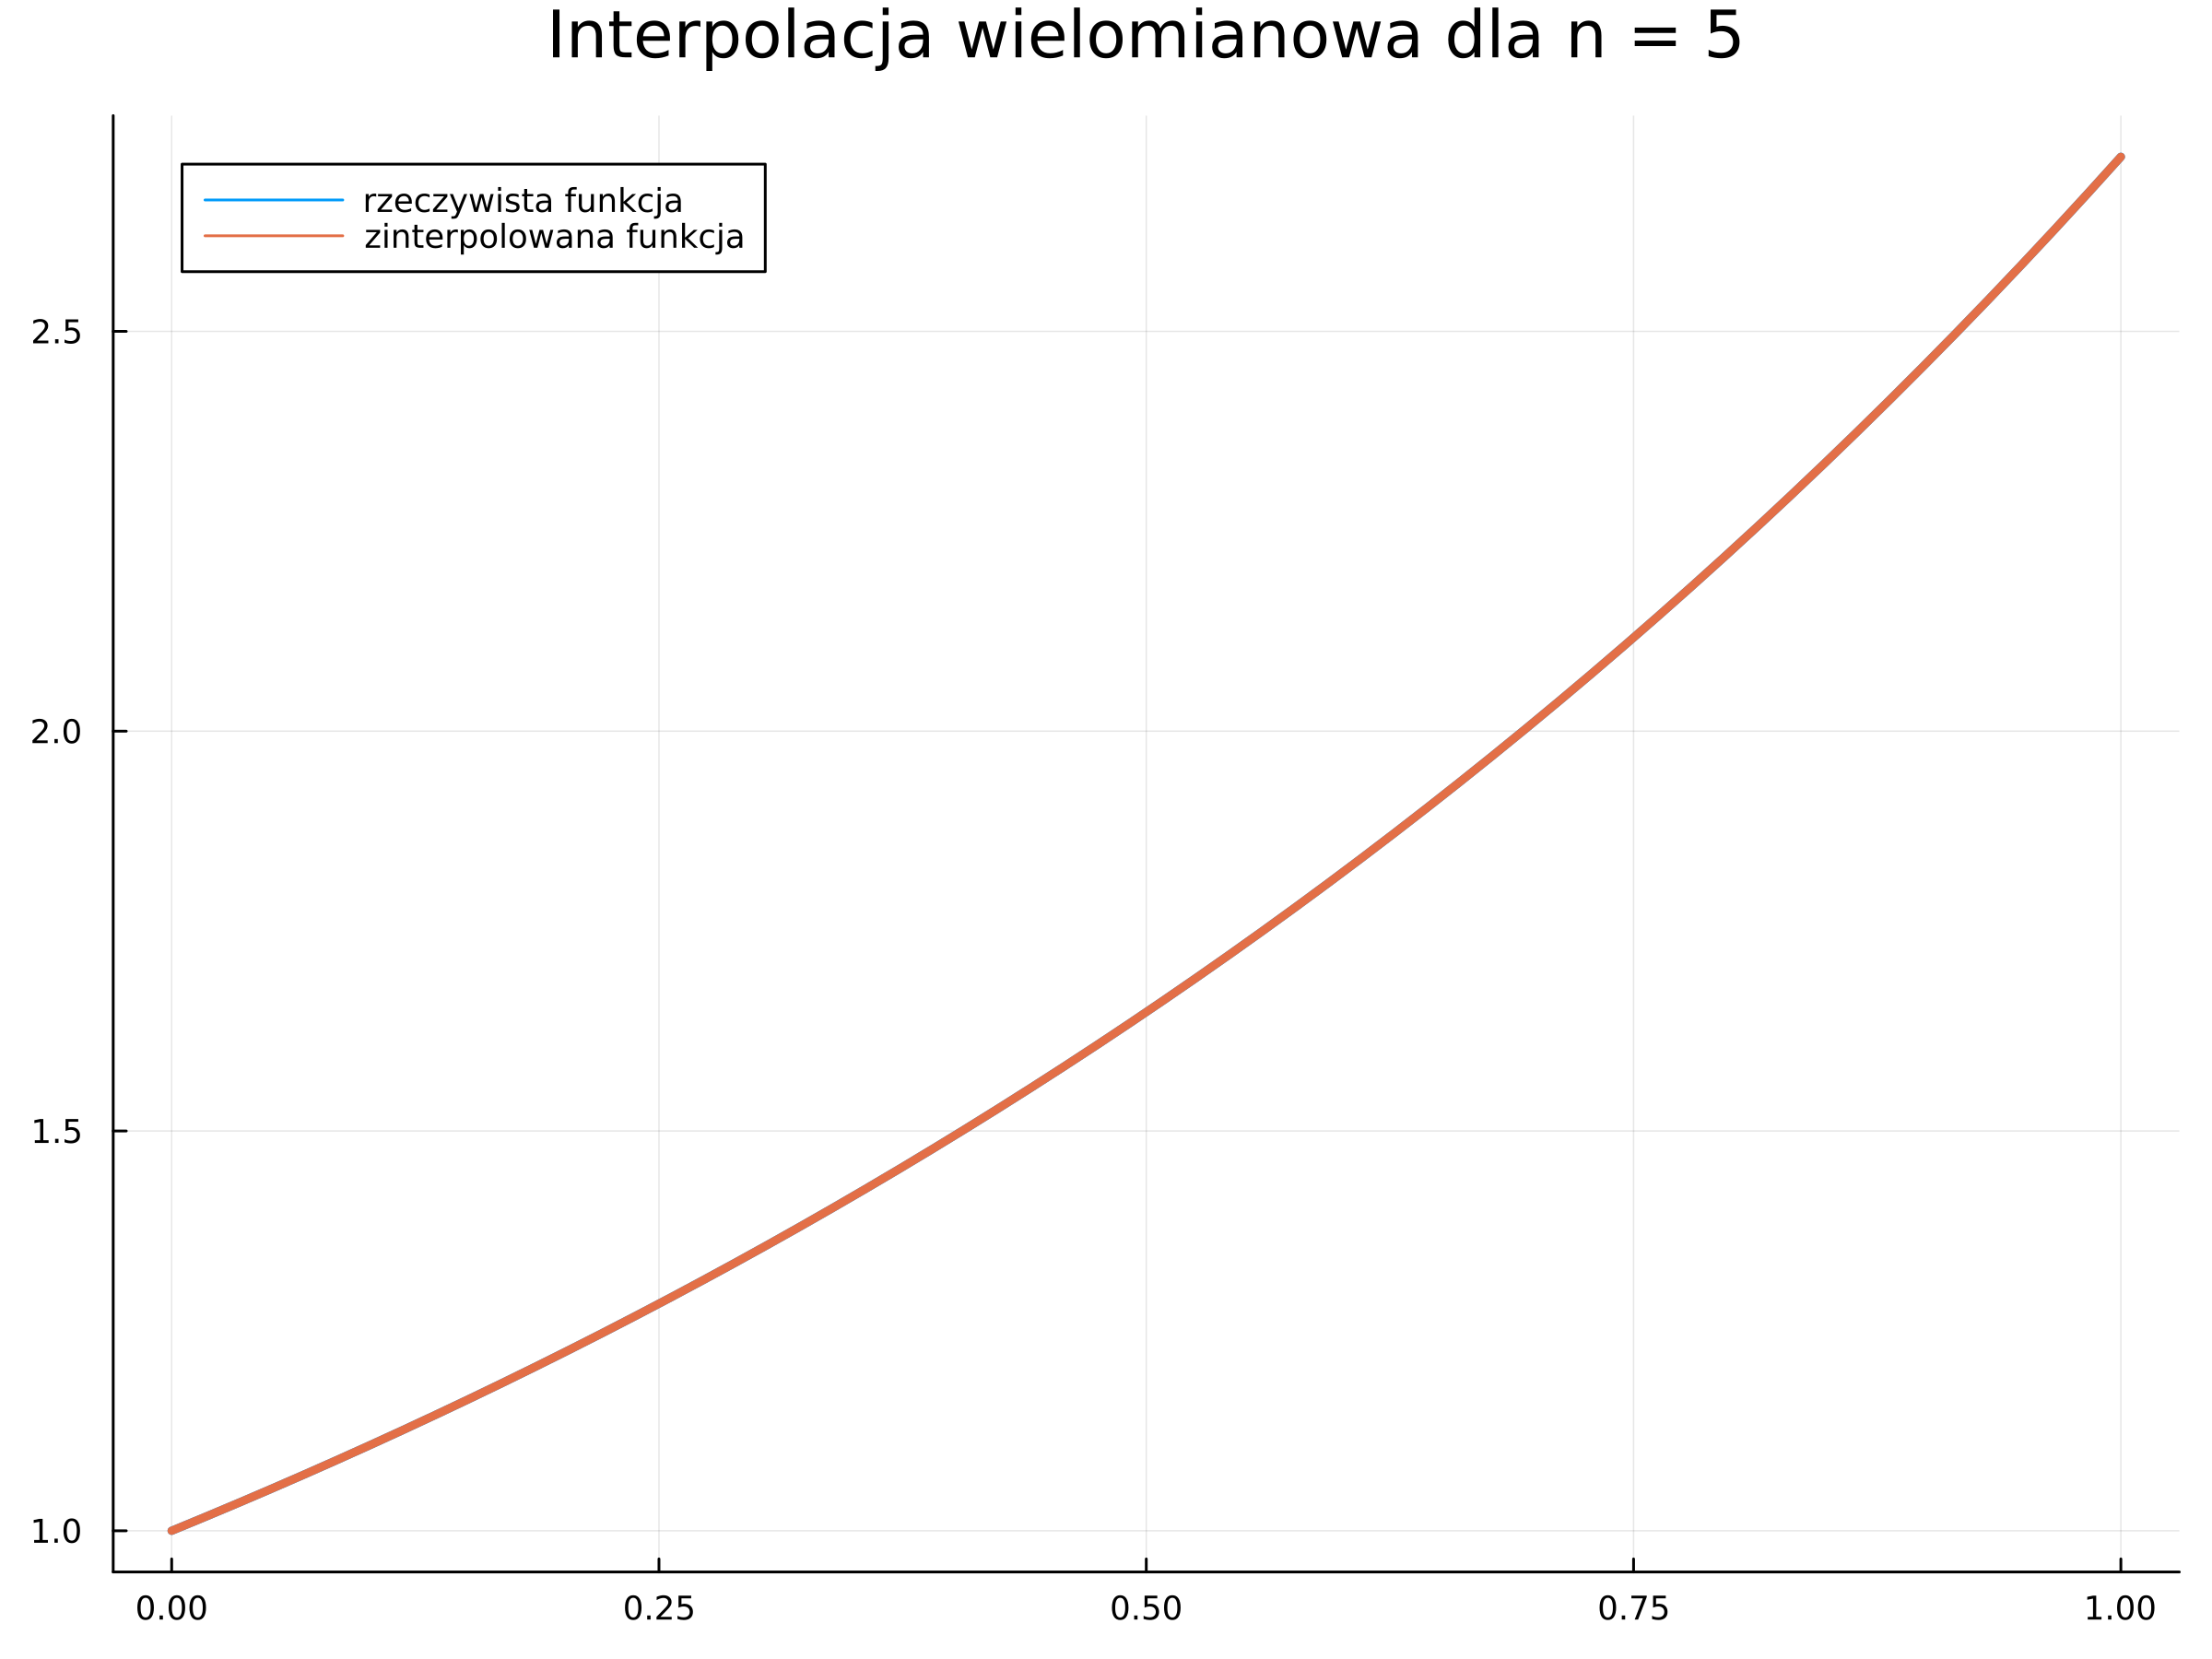 Interpolacja wielomianowa dla n = 5
rzeczywista funkcja
zinterpolowana funkcja
2.5
2.0
1.5
1.0
0.00 0.25 0.50 0.75 1.00